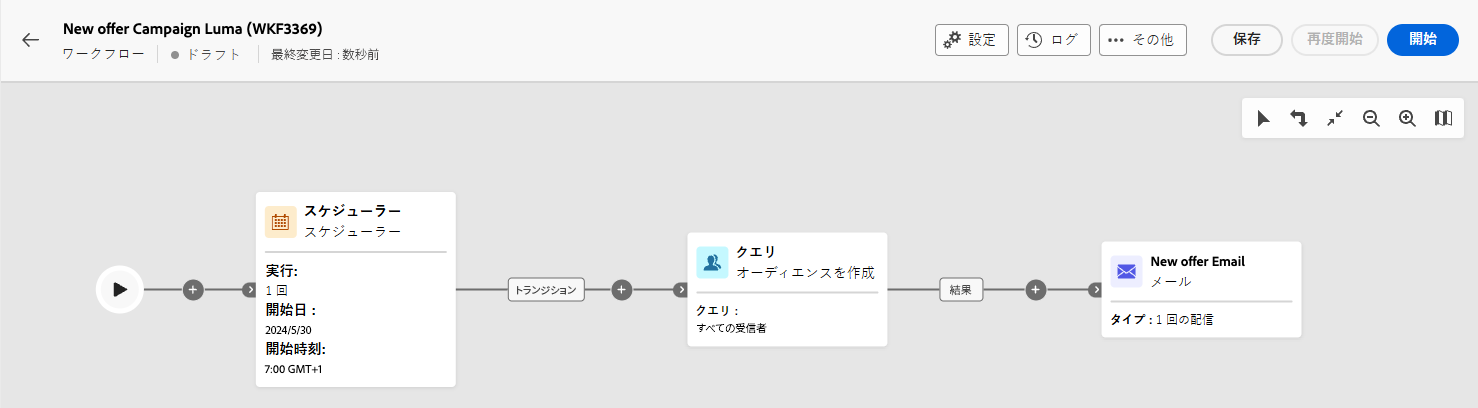 New offer Campaign Luma (WKF3369)
ワークフロー ドラフト 最終変更日 : 数秒前
設定 ログ その他 保存 再度開始 開始
スケジューラー
スケジューラー
実行:
1 回
開始日 :
2024/5/30
開始時刻:
7:00 GMT+1
トランジション
クエリ
オーディエンスを作成
クエリ :
すべての受信者
結果
New offer Email
メール
タイプ : 1 回の配信